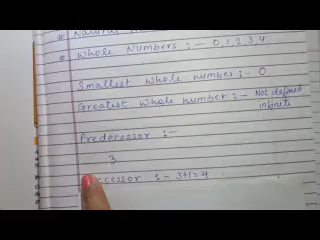 # Natural
# Whole Numbers :- 0,1,2,3,4
Smallest Whole number :- 0
Greatest Whole number :- Not defined
infinite
Predecessor :-
3
ccessor :- 3+1=4